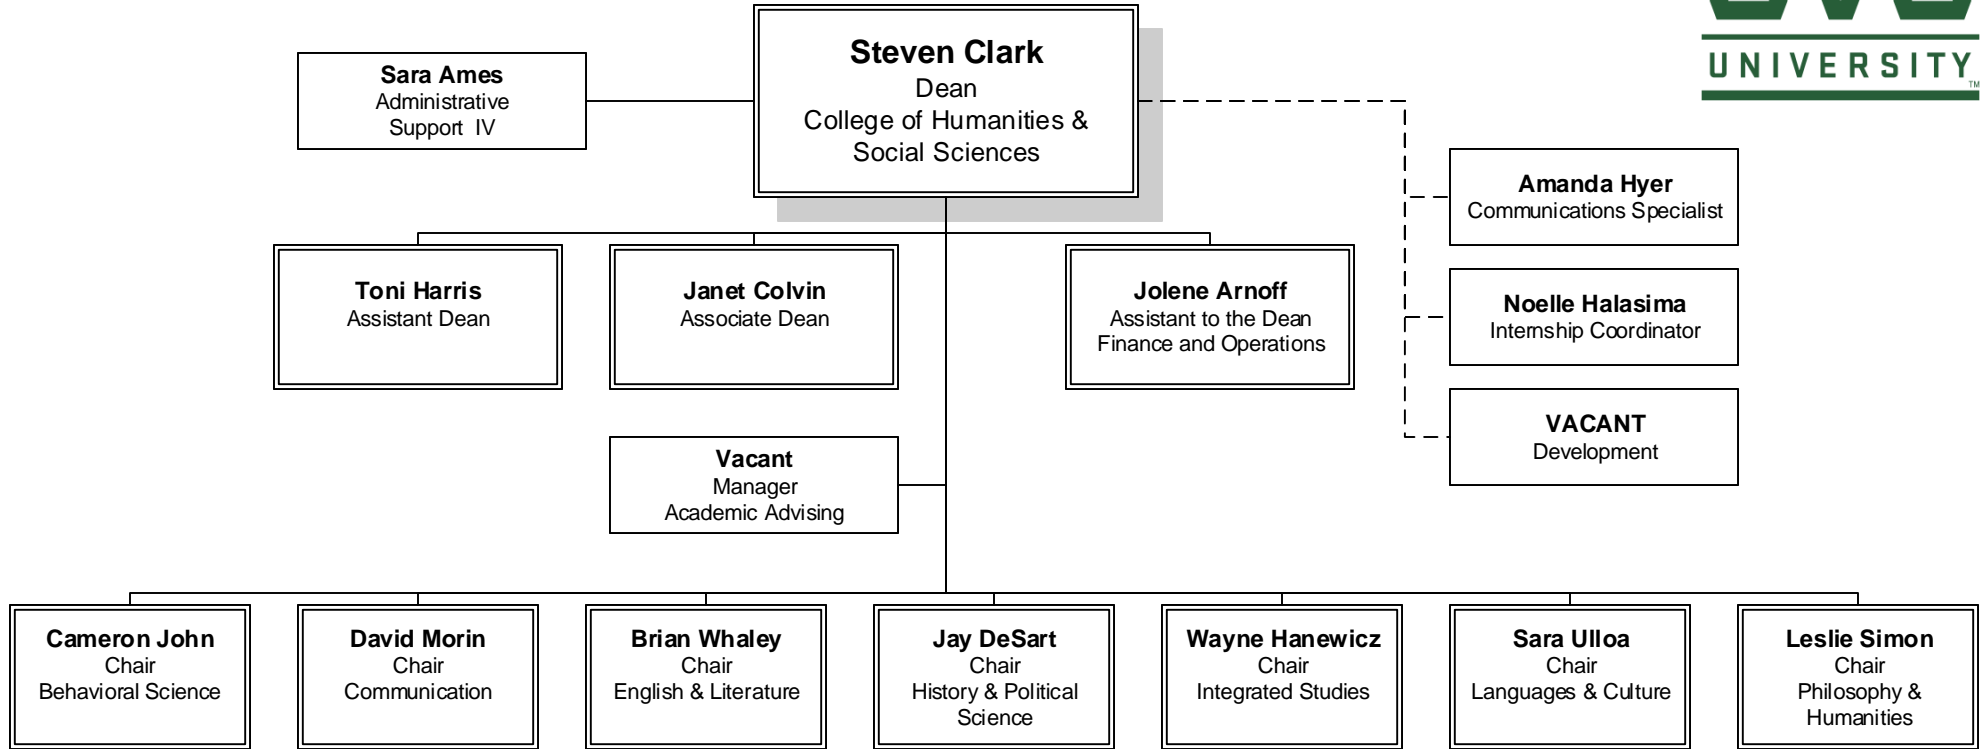 Steven Clark
Dean
College of Humanities &
Social Sciences
Sara Ames
Administrative
Support IV
UNIVERSITY™
Amanda Hyer
Communications Specialist
Noelle Halasima
Internship Coordinator
VACANT
Development
Toni Harris
Assistant Dean
Janet Colvin
Associate Dean
Jolene Arnoff
Assistant to the Dean
Finance and Operations
Vacant
Manager
Academic Advising
Cameron John
Chair
Behavioral Science
David Morin
Chair
Communication
Brian Whaley
Chair
English & Literature
Jay DeSart
Chair
History & Political
Science
Wayne Hanewicz
Chair
Integrated Studies
Sara Ulloa
Chair
Languages & Culture
Leslie Simon
Chair
Philosophy &
Humanities